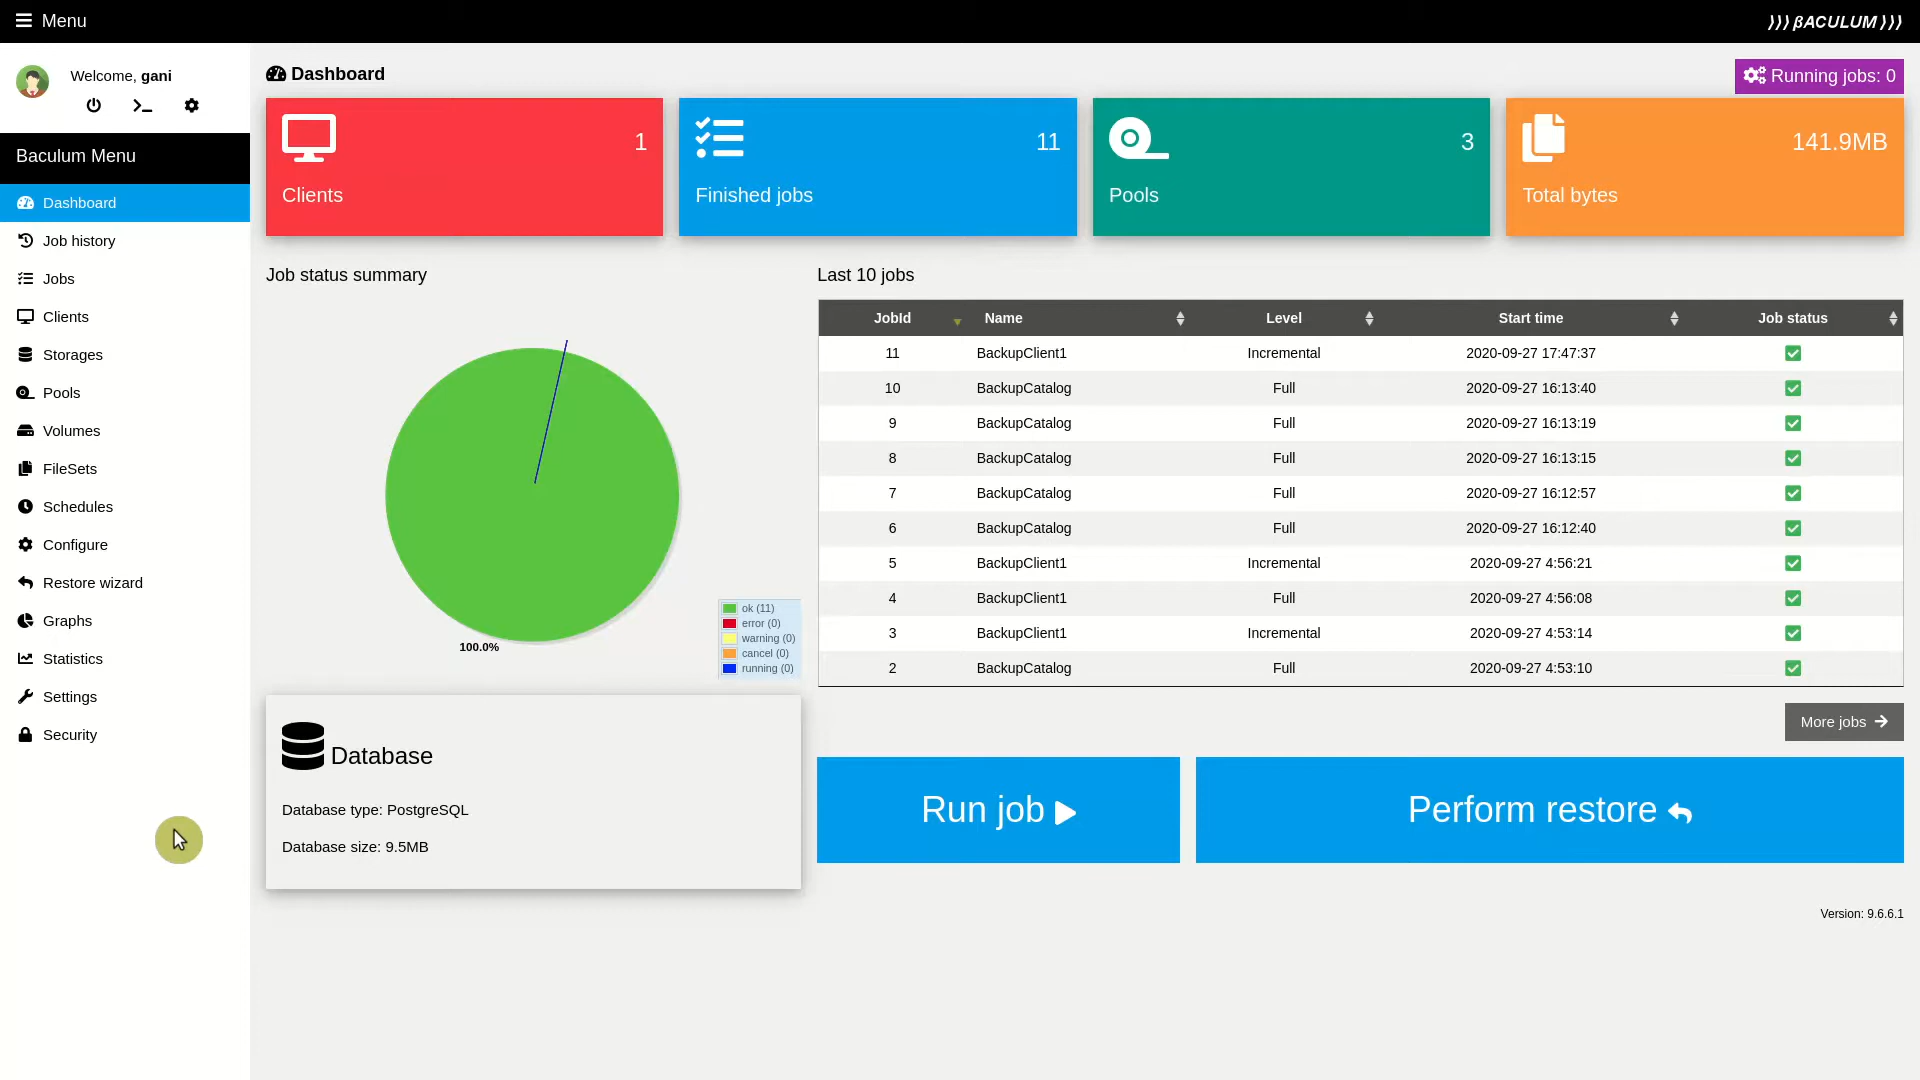 Menu
))) βACULUM )))
Welcome, gani
Baculum Menu
Dashboard
Job history
Jobs
Clients
Storages
Pools
Volumes
FileSets
Schedules
Configure
Restore wizard
Graphs
Statistics
Settings
Security
Dashboard
Running jobs: 0
1
Clients
11
Finished jobs
3
Pools
141.9MB
Total bytes
Job status summary
100.0%
ok (11)
error (0)
warning (0)
cancel (0)
running (0)
Database
Database type: PostgreSQL
Database size: 9.5MB
Last 10 jobs
JobId Name Level Start time Job status
11 BackupClient1 Incremental 2020-09-27 17:47:37
10 BackupCatalog Full 2020-09-27 16:13:40
9 BackupCatalog Full 2020-09-27 16:13:19
8 BackupCatalog Full 2020-09-27 16:13:15
7 BackupCatalog Full 2020-09-27 16:12:57
6 BackupCatalog Full 2020-09-27 16:12:40
5 BackupClient1 Incremental 2020-09-27 4:56:21
4 BackupClient1 Full 2020-09-27 4:56:08
3 BackupClient1 Incremental 2020-09-27 4:53:14
2 BackupCatalog Full 2020-09-27 4:53:10
More jobs
Run job
Perform restore
Version: 9.6.6.1